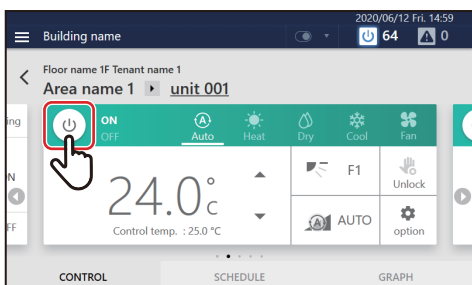 2020/06/12 Fri. 14:59
Building name
64
0
Floor name 1F Tenant name 1
Area name 1 unit 001
ing
ON
OFF
Auto
Heat
Dry
Cool
Fan
N
FF
24.0°C
Control temp. : 25.0 °C
F1
Unlock
AUTO
option
CONTROL
SCHEDULE
GRAPH